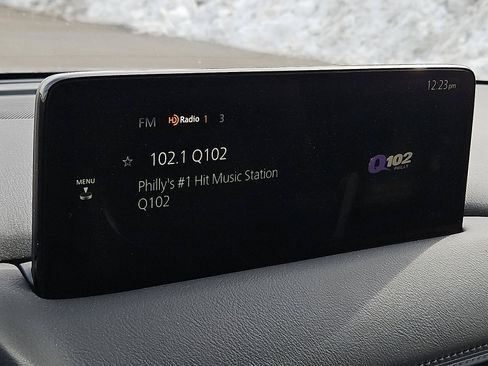 12:23 pm
FM HD Radio 1 3
102.1 Q102
MENU
Philly's #1 Hit Music Station
Q102
Q102
PHILLY